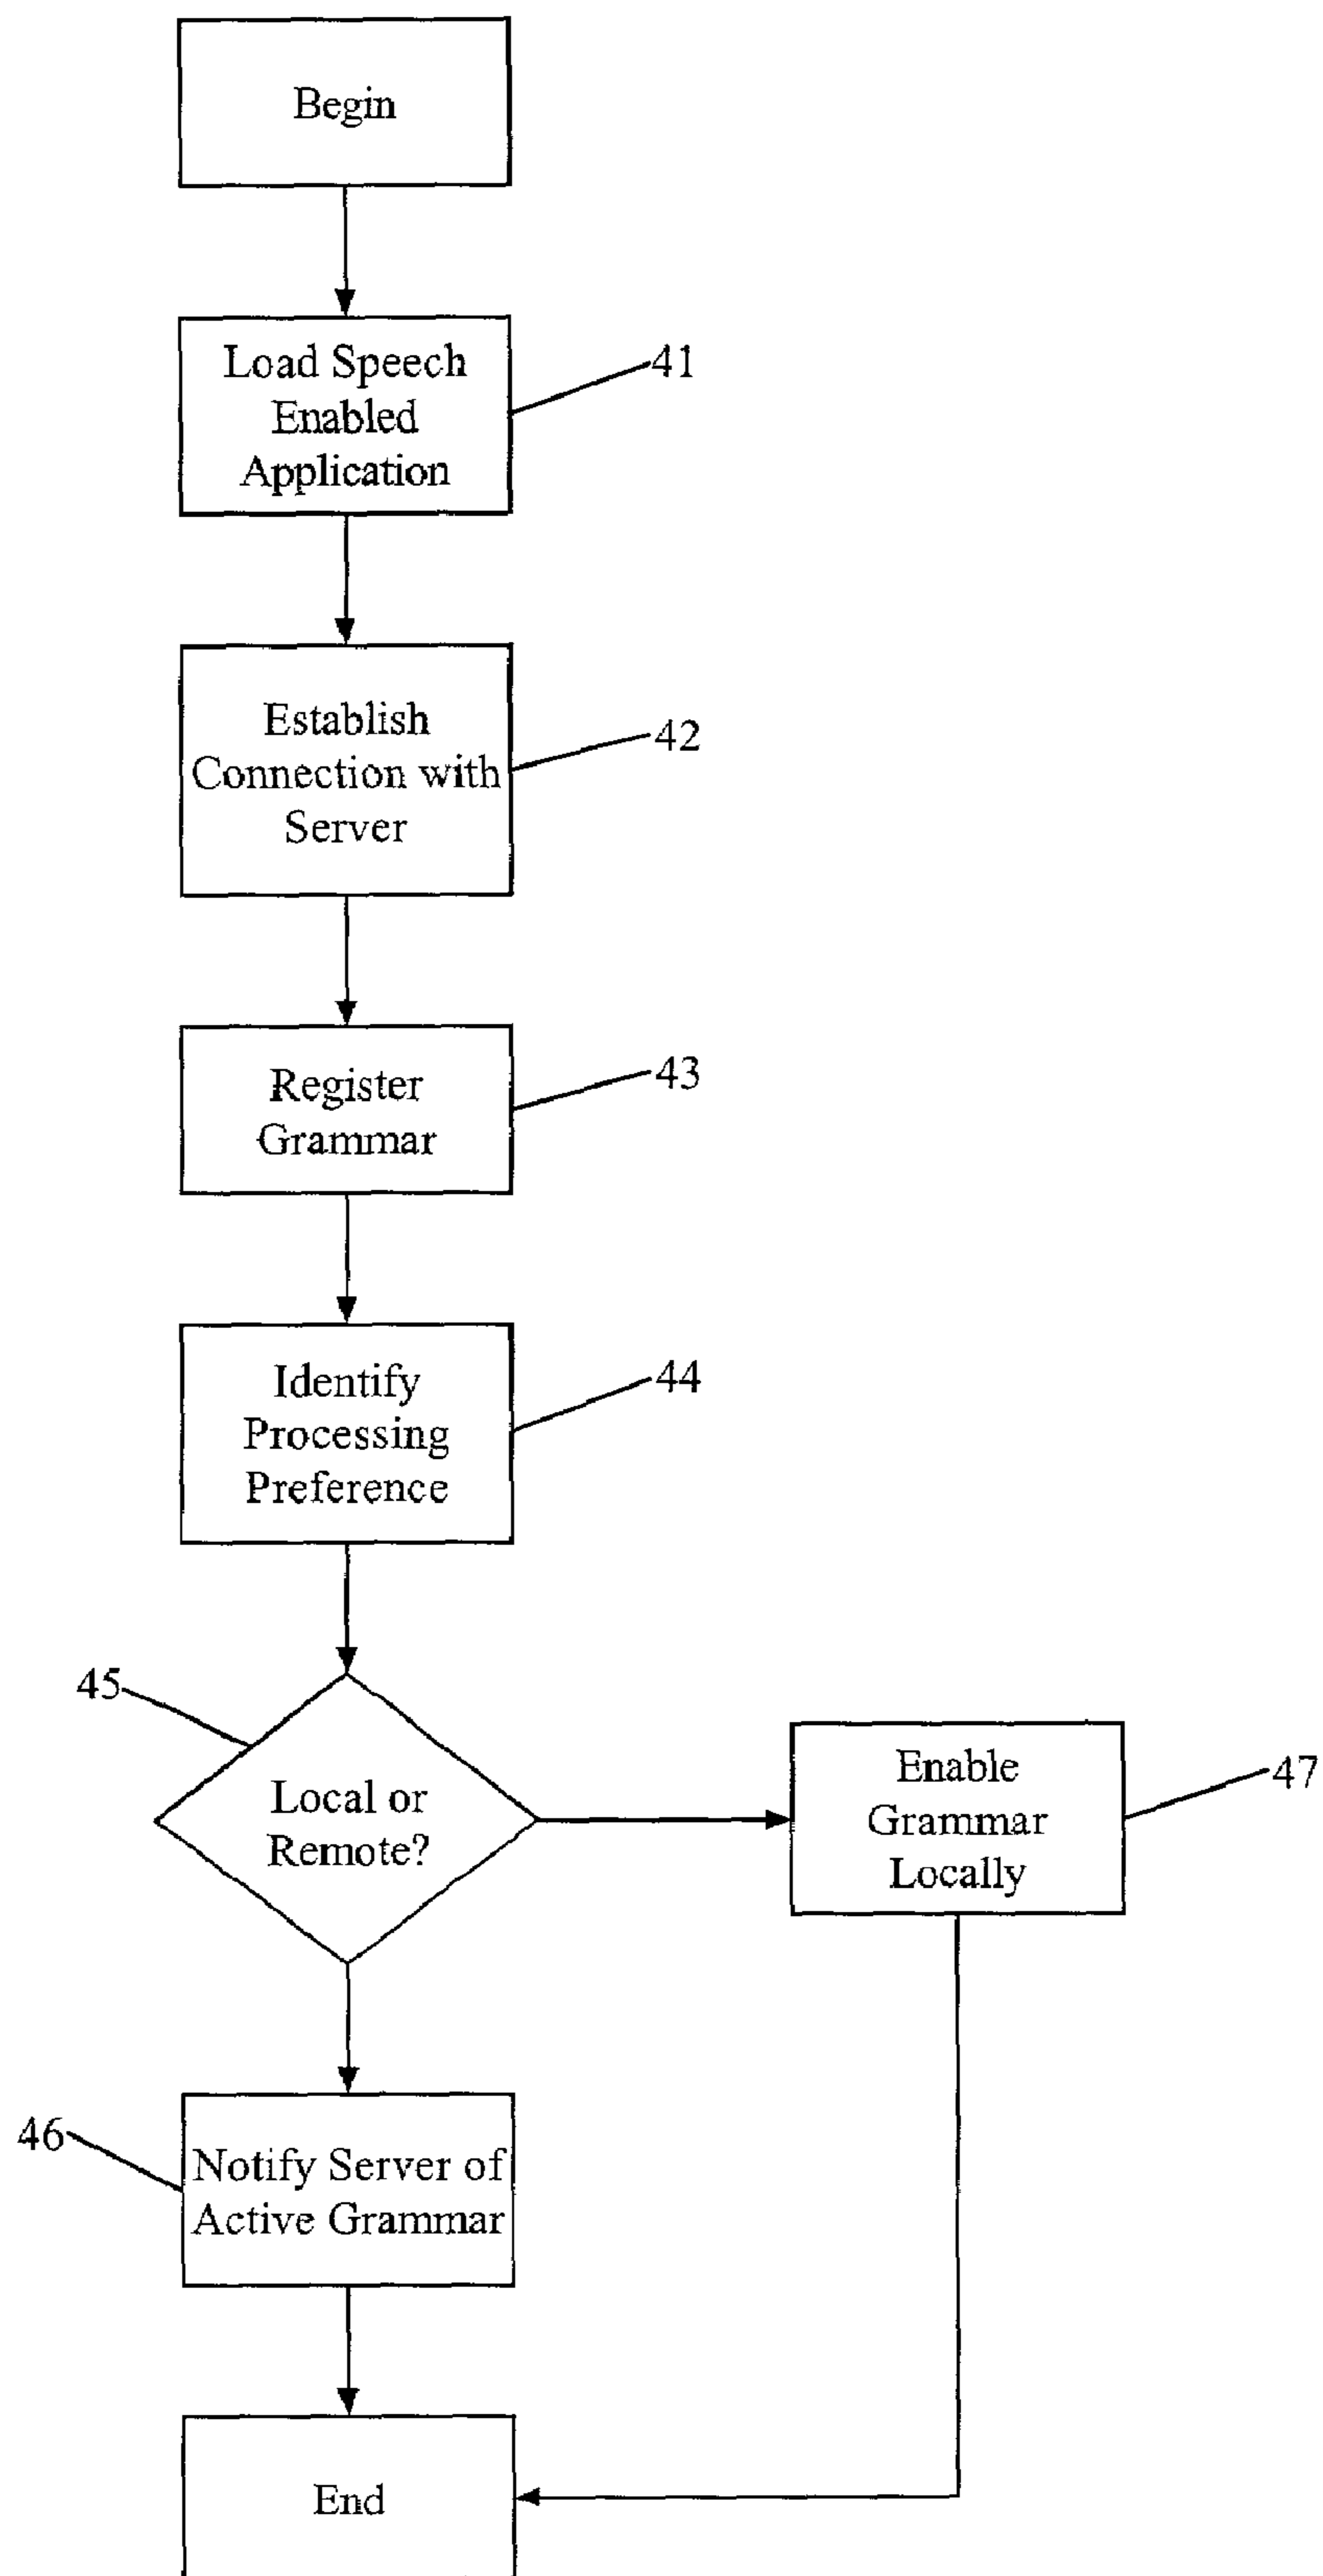 Begin
Load Speech
Enabled
Application
41
Establish
Connection with
Server
42
Register
Grammar
43
Identify
Processing
Preference
44
45
Local or
Remote?
Enable
Grammar
Locally
47
46
Notify Server of
Active Grammar
End